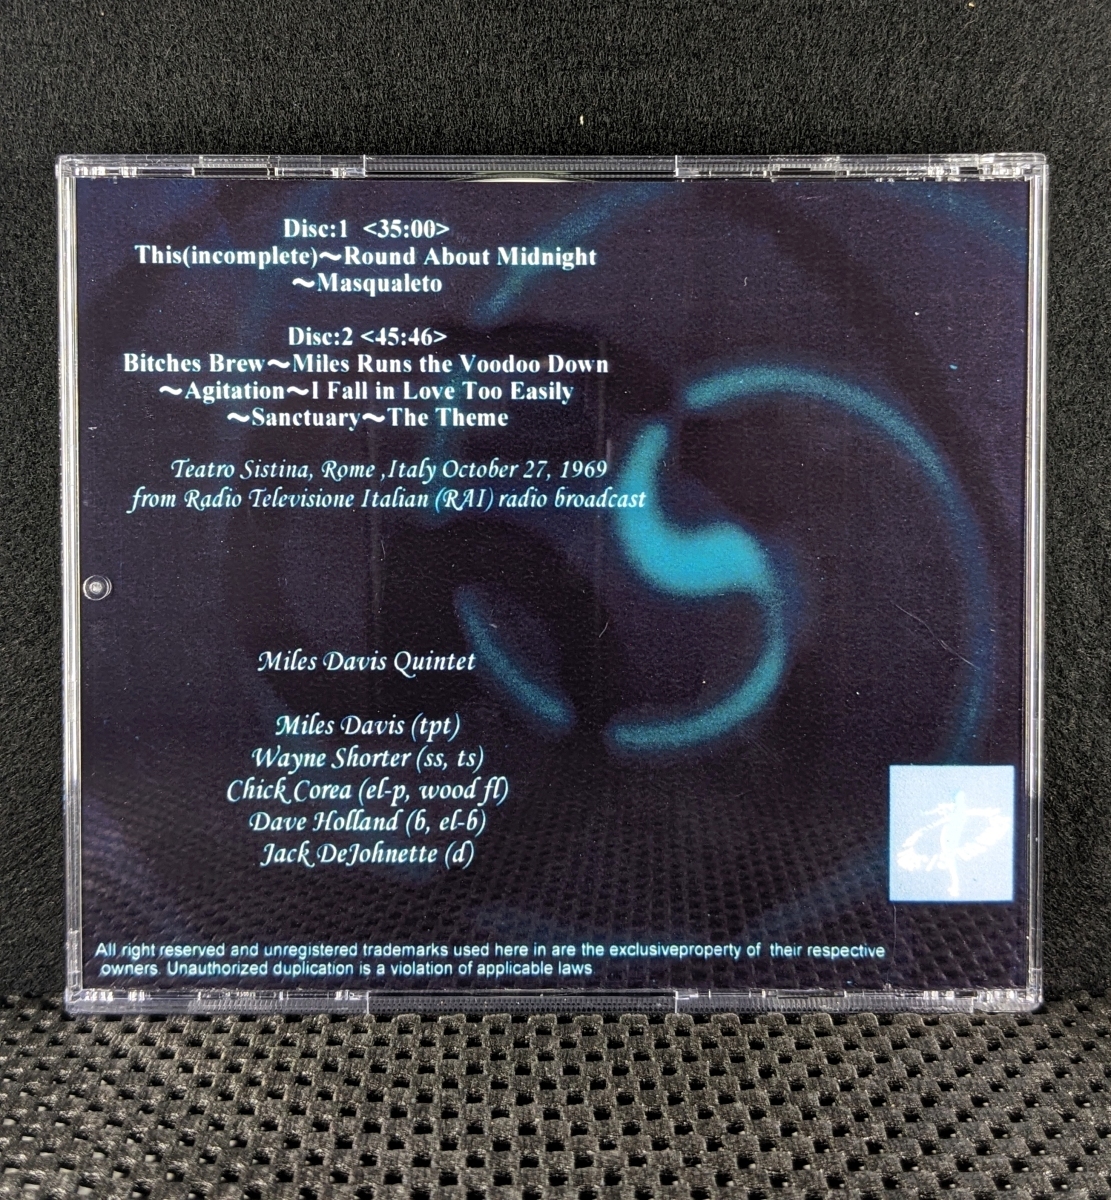 Disc:1 <35:00>
This(incomplete)～Round About Midnight
～Masqualeto
Disc:2 <45:46>
Bitches Brew～Miles Runs the Voodoo Down
～Agitation～I Fall in Love Too Easily
～Sanctuary～The Theme
Teatro Sistina, Rome ,Italy October 27, 1969
from Radio Televisione Italian (RAI) radio broadcast
Miles Davis Quintet
Miles Davis (tpt)
Wayne Shorter (ss, ts)
Chick Corea (el-p, wood fl)
Dave Holland (b, el-b)
Jack DeJohnette (d)
All right reserved and unregistered trademarks used here in are the exclusiveproperty of their respective
owners. Unauthorized duplication is a violation of applicable laws